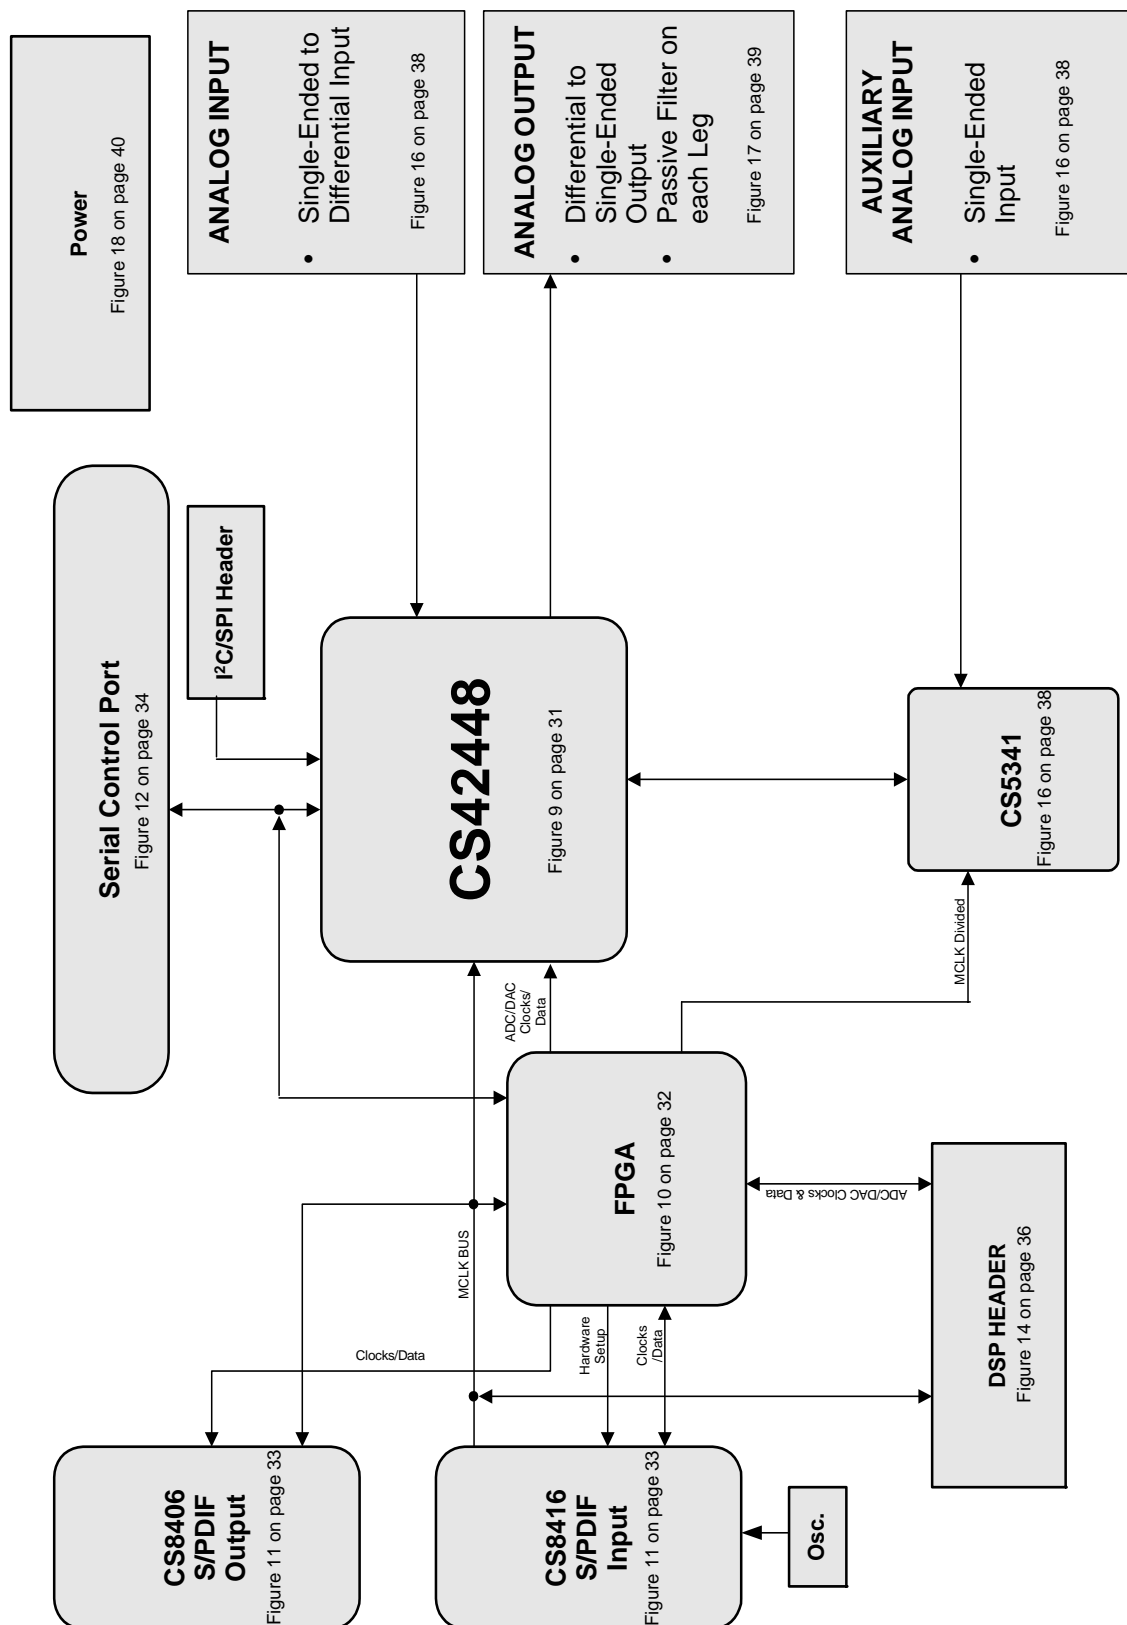 Power
Figure 18 on page 40
ANALOG INPUT
• Single-Ended to
Differential Input
Figure 16 on page 38
ANALOG OUTPUT
• Differential to
Single-Ended
Output
• Passive Filter on
each Leg
Figure 17 on page 39
AUXILIARY
ANALOG INPUT
• Single-Ended
Input
Figure 16 on page 38
Serial Control Port
Figure 12 on page 34
I²C/SPI Header
CS42448
Figure 9 on page 31
CS5341
Figure 16 on page 38
MCLK Divided
ADC/DAC
Clocks/
Data
FPGA
Figure 10 on page 32
MCLK BUS
ADC/DAC Clocks & Data
Clocks/Data
Hardware
Setup
Clocks
/Data
DSP HEADER
Figure 14 on page 36
CS8406
S/PDIF
Output
Figure 11 on page 33
CS8416
S/PDIF
Input
Figure 11 on page 33
Osc.